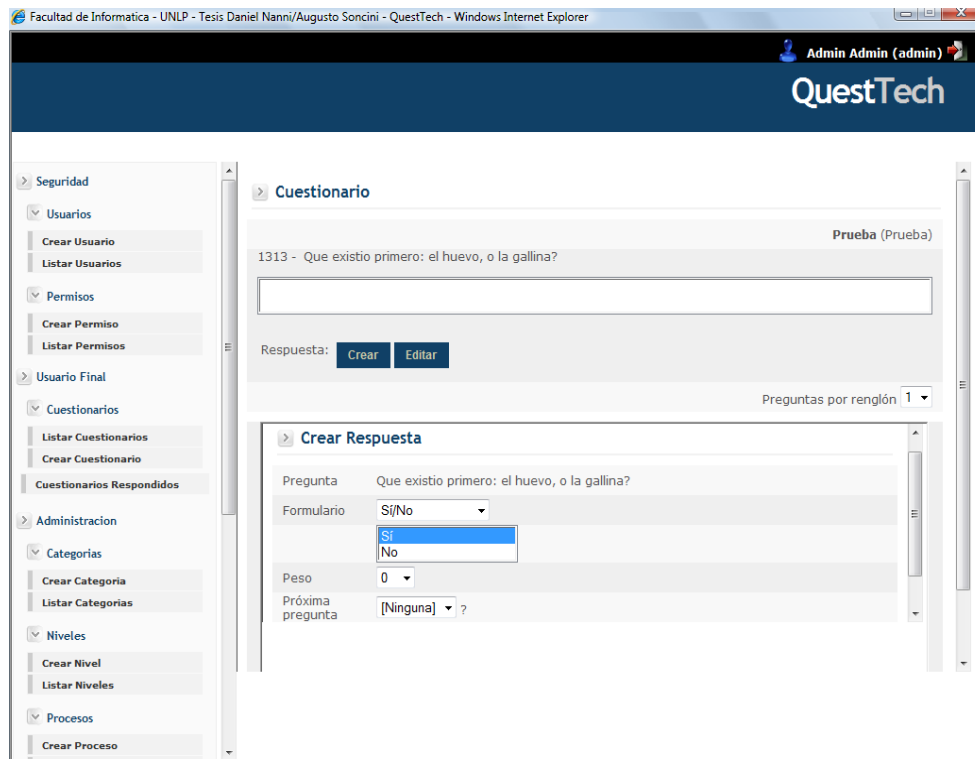 Facultad de Informatica - UNLP - Tesis Daniel Nanni/Augusto Soncini - QuestTech - Windows Internet Explorer
Admin Admin (admin)
QuestTech
Seguridad
Usuarios
Crear Usuario
Listar Usuarios
Permisos
Crear Permiso
Listar Permisos
Usuario Final
Cuestionarios
Listar Cuestionarios
Crear Cuestionario
Cuestionarios Respondidos
Administracion
Categorias
Crear Categoria
Listar Categorias
Niveles
Crear Nivel
Listar Niveles
Procesos
Crear Proceso
Cuestionario
Prueba (Prueba)
1313 - Que existio primero: el huevo, o la gallina?
Respuesta: Crear Editar
Preguntas por renglón 1
Crear Respuesta
Pregunta Que existio primero: el huevo, o la gallina?
Formulario Sí/No
Sí
No
Peso 0
Próxima pregunta [Ninguna] ?